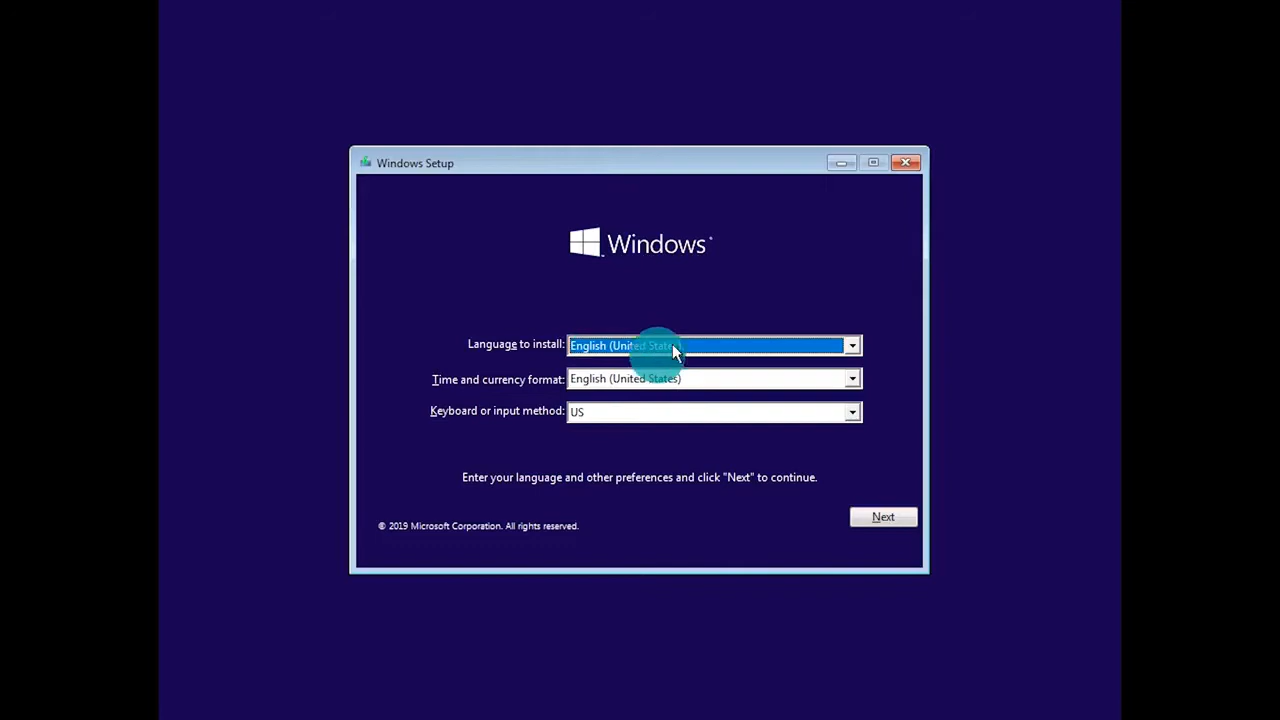 Windows Setup
Windows
Language to install: English (United States)
Time and currency format: English (United States)
Keyboard or input method: US
Enter your language and other preferences and click "Next" to continue.
Next
© 2019 Microsoft Corporation. All rights reserved.